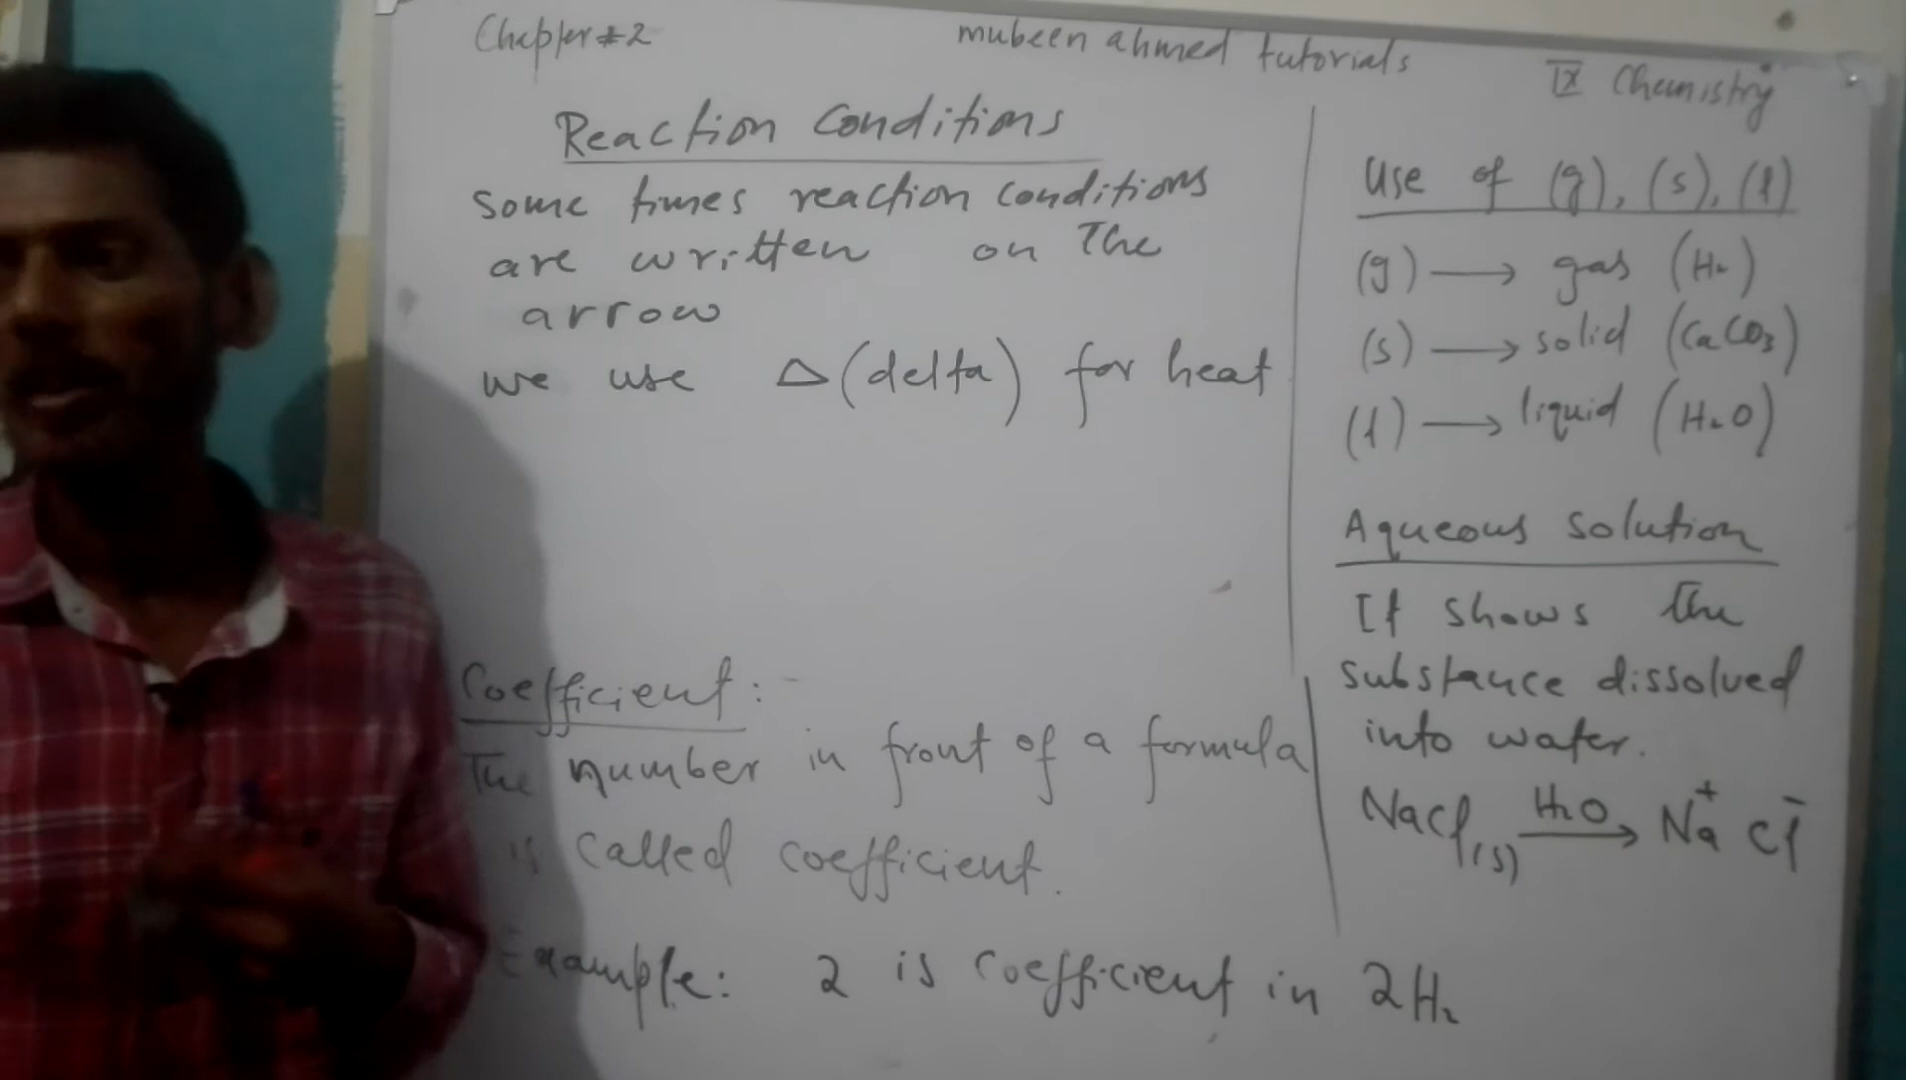 Chapter # 2
mubeen ahmed tutorials
IX Chemistry
Reaction Conditions
some times reaction conditions
are written on The
arrow
we use Δ (delta) for heat
Coefficient:-
The number in front of a formula
is called coefficient.
Example: 2 is coefficient in 2H₂
Use of (g), (s), (l)
(g) → gas (H₂)
(s) → solid (CaCO₃)
(l) → liquid (H₂O)
Aqueous solution
It shows the
substance dissolved
into water.
NaCl(s) —H₂O→ Na⁺ Cl⁻